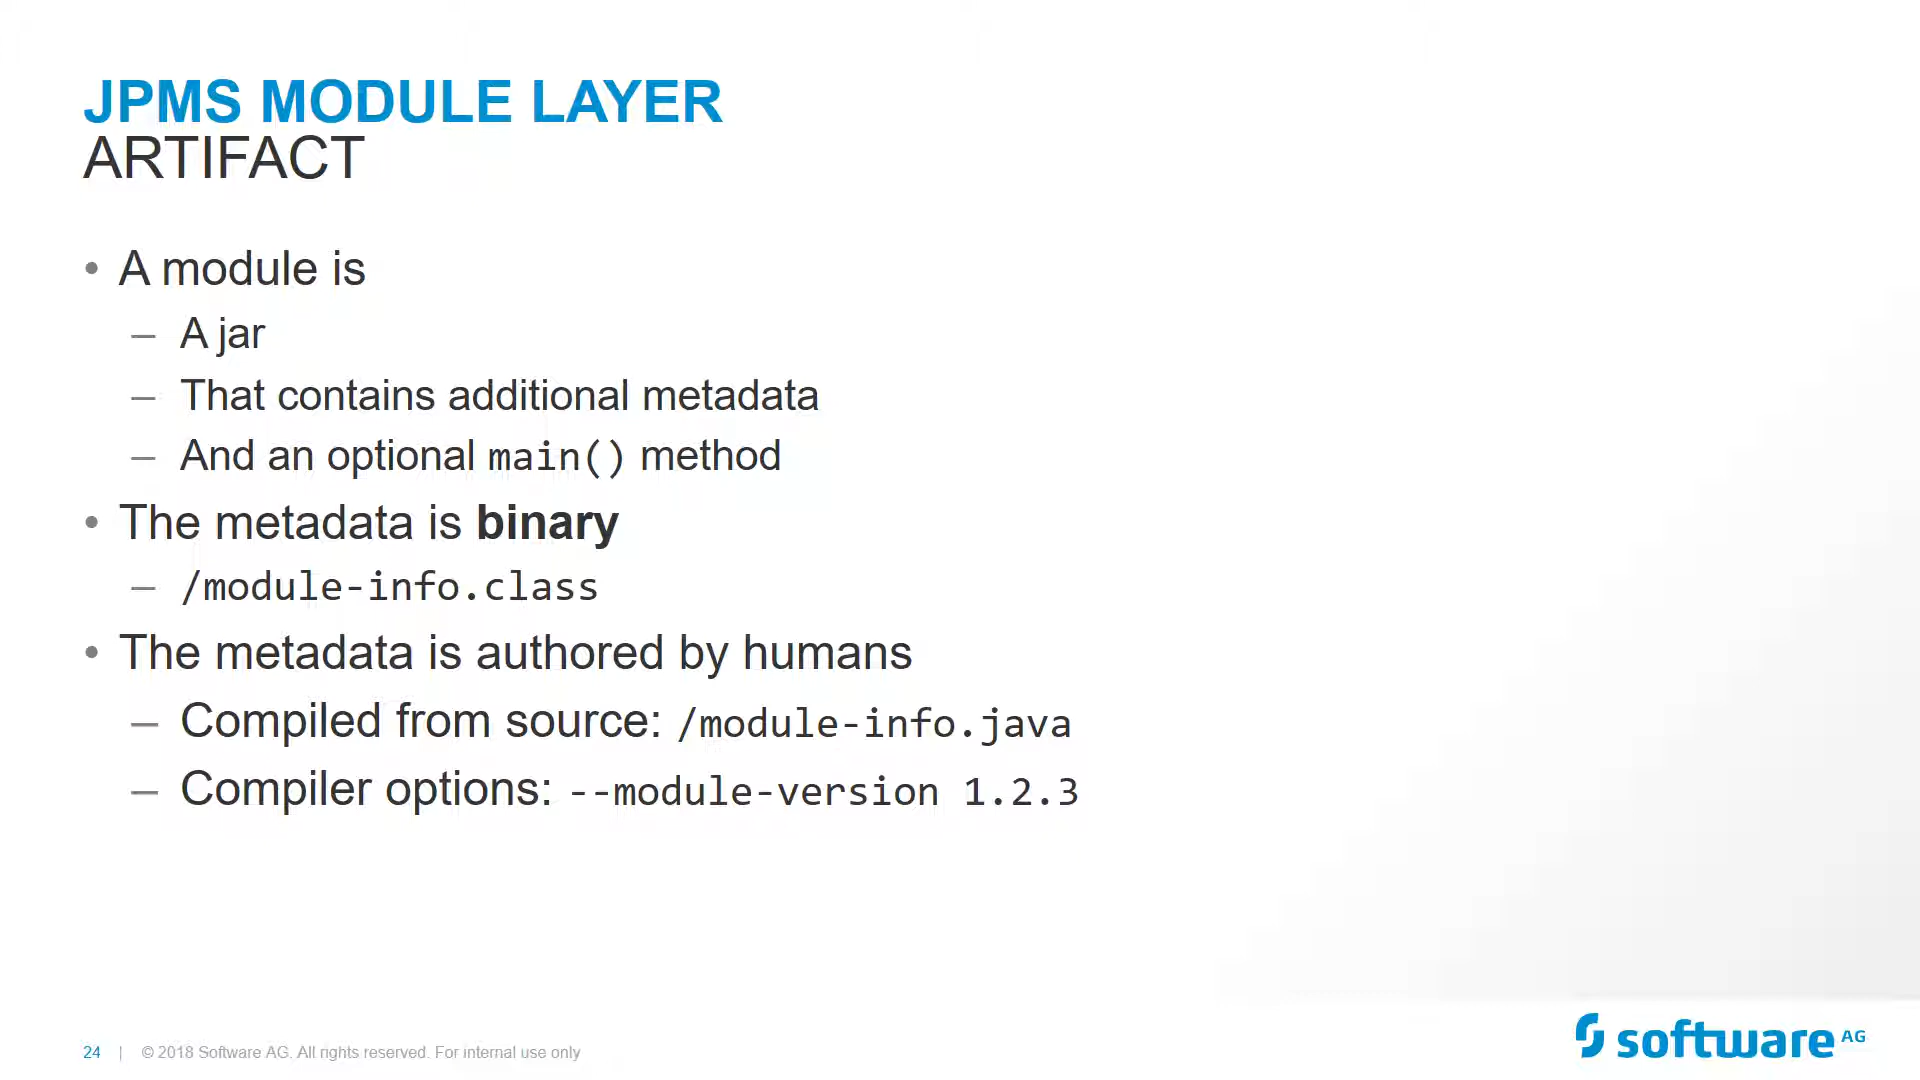 JPMS MODULE LAYER
ARTIFACT
• A module is
– A jar
– That contains additional metadata
– And an optional main() method
• The metadata is binary
– /module-info.class
• The metadata is authored by humans
– Compiled from source: /module-info.java
– Compiler options: --module-version 1.2.3
24 | © 2018 Software AG. All rights reserved. For internal use only
software AG